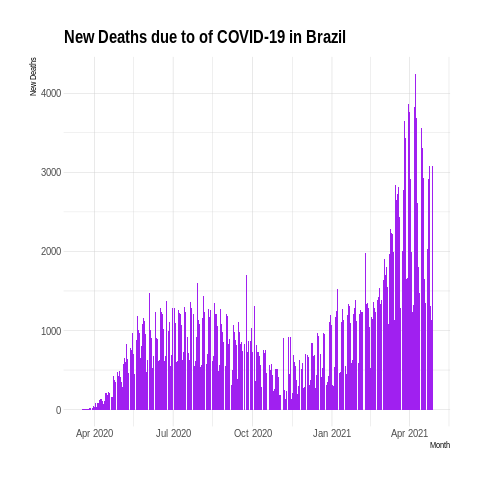 New Deaths due to of COVID-19 in Brazil
New Deaths
4000
3000
2000
1000
0
Apr 2020 Jul 2020 Oct 2020 Jan 2021 Apr 2021
Month